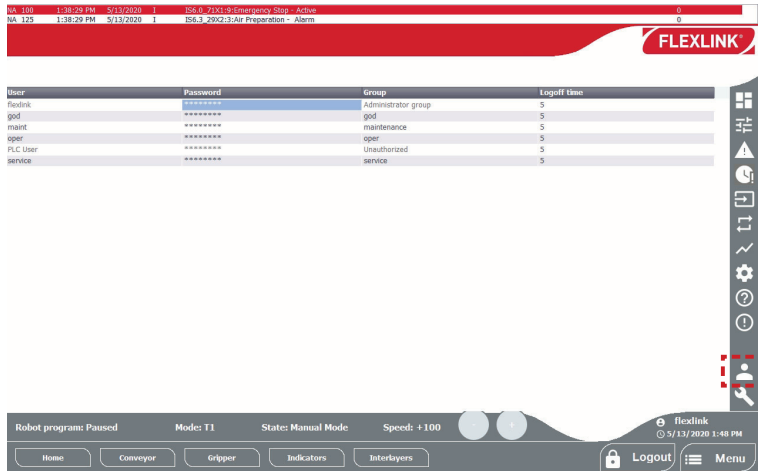 NA 100 1:38:29 PM 5/13/2020 I IS6.0_71X1:9:Emergency Stop - Active 0
NA 125 1:38:29 PM 5/13/2020 I IS6.3_29X2:3:Air Preparation - Alarm 0
FLEXLINK®
User Password Group Logoff time
flexlink ******** Administrator group 5
god ******** god 5
maint ******** maintenance 5
oper ******** oper 5
PLC User ******** Unauthorized 5
service ******** service 5
Robot program: Paused Mode: T1 State: Manual Mode Speed: +100 - + flexlink
5/13/2020 1:48 PM
Home Conveyor Gripper Indicators Interlayers Logout Menu